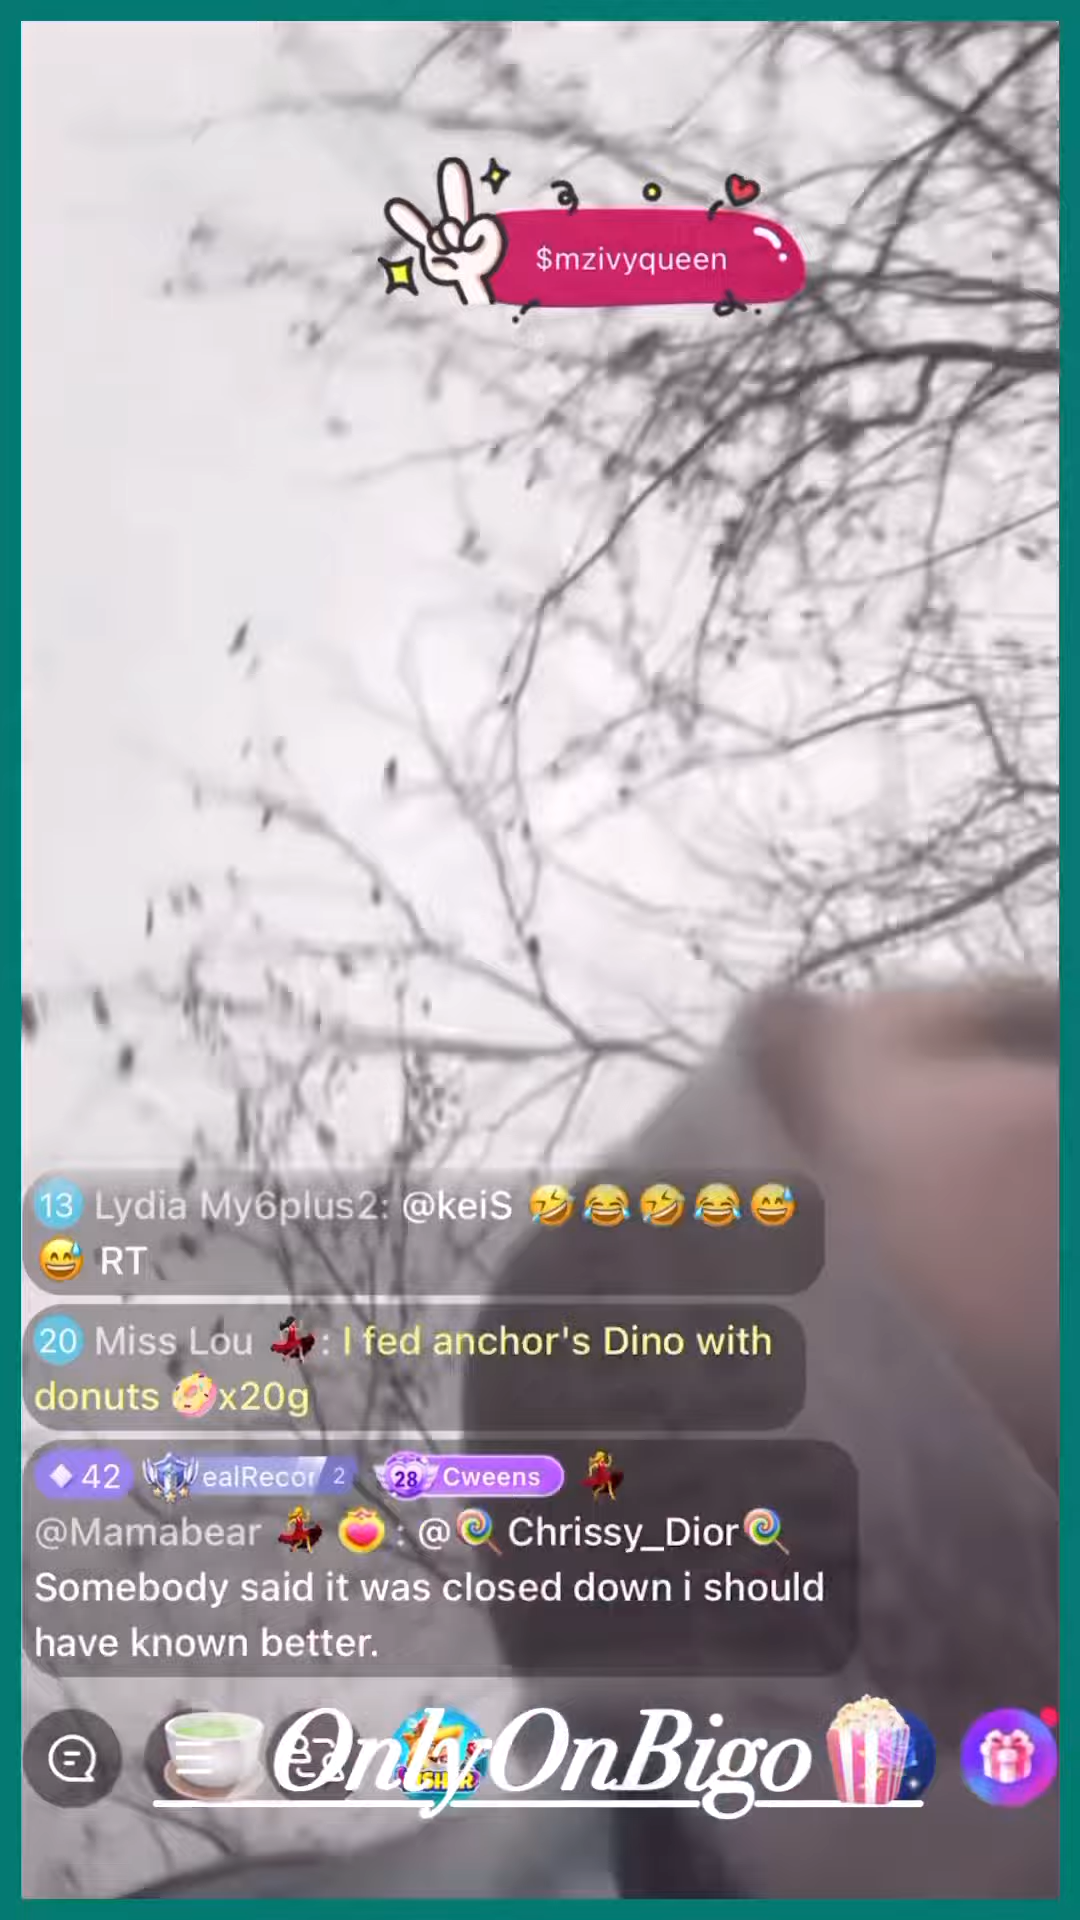 $mzivyqueen
13 Lydia My6plus2: @keiS 🤣😂🤣😂😅
😅 RT
20 Miss Lou 💃: I fed anchor's Dino with
donuts 🍩x20g
42 ealRecor 2 28 Cweens 💃
@Mamabear 💃 : @🍭 Chrissy_Dior🍭
Somebody said it was closed down i should
have known better.
OnlyOnBigo